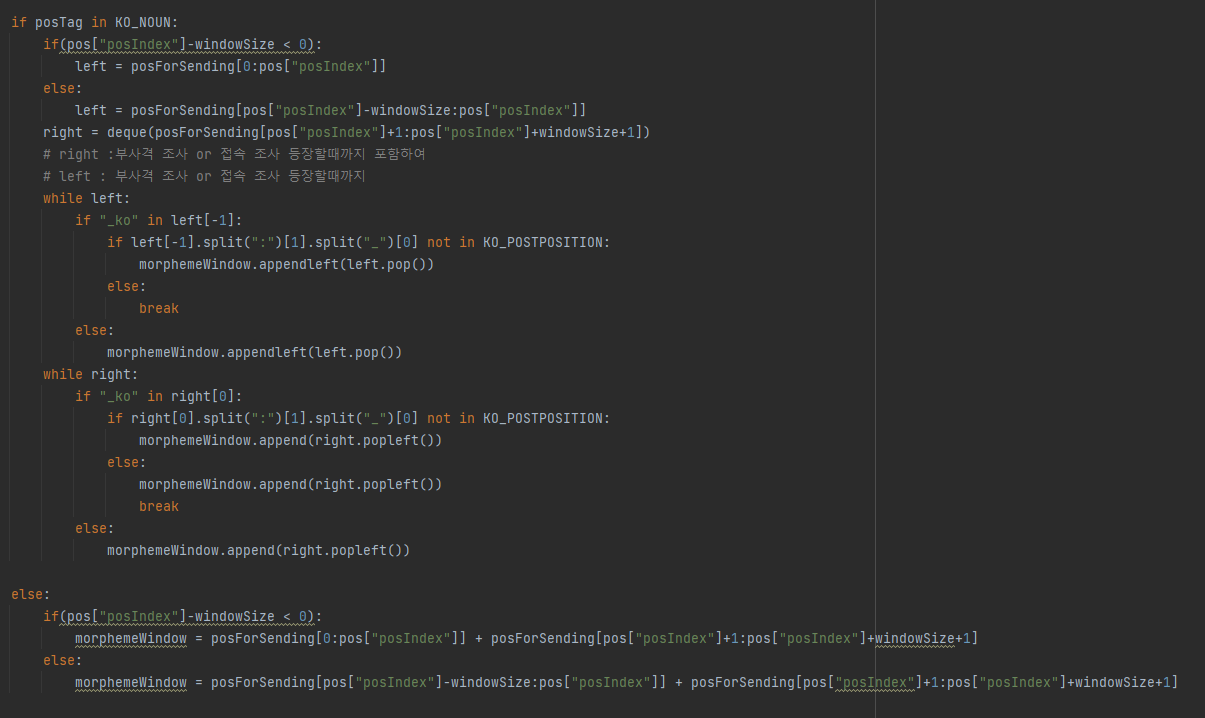 if posTag in KO_NOUN:
    if(pos["posIndex"]-windowSize < 0):
        left = posForSending[0:pos["posIndex"]]
    else:
        left = posForSending[pos["posIndex"]-windowSize:pos["posIndex"]]
    right = deque(posForSending[pos["posIndex"]+1:pos["posIndex"]+windowSize+1])
    # right :부사격 조사 or 접속 조사 등장할때까지 포함하여
    # left : 부사격 조사 or 접속 조사 등장할때까지
    while left:
        if "_ko" in left[-1]:
            if left[-1].split(":")[1].split("_")[0] not in KO_POSTPOSITION:
                morphemeWindow.appendleft(left.pop())
            else:
                break
        else:
            morphemeWindow.appendleft(left.pop())
    while right:
        if "_ko" in right[0]:
            if right[0].split(":")[1].split("_")[0] not in KO_POSTPOSITION:
                morphemeWindow.append(right.popleft())
            else:
                morphemeWindow.append(right.popleft())
                break
        else:
            morphemeWindow.append(right.popleft())
else:
    if(pos["posIndex"]-windowSize < 0):
        morphemeWindow = posForSending[0:pos["posIndex"]] + posForSending[pos["posIndex"]+1:pos["posIndex"]+windowSize+1]
    else:
        morphemeWindow = posForSending[pos["posIndex"]-windowSize:pos["posIndex"]] + posForSending[pos["posIndex"]+1:pos["posIndex"]+windowSize+1]